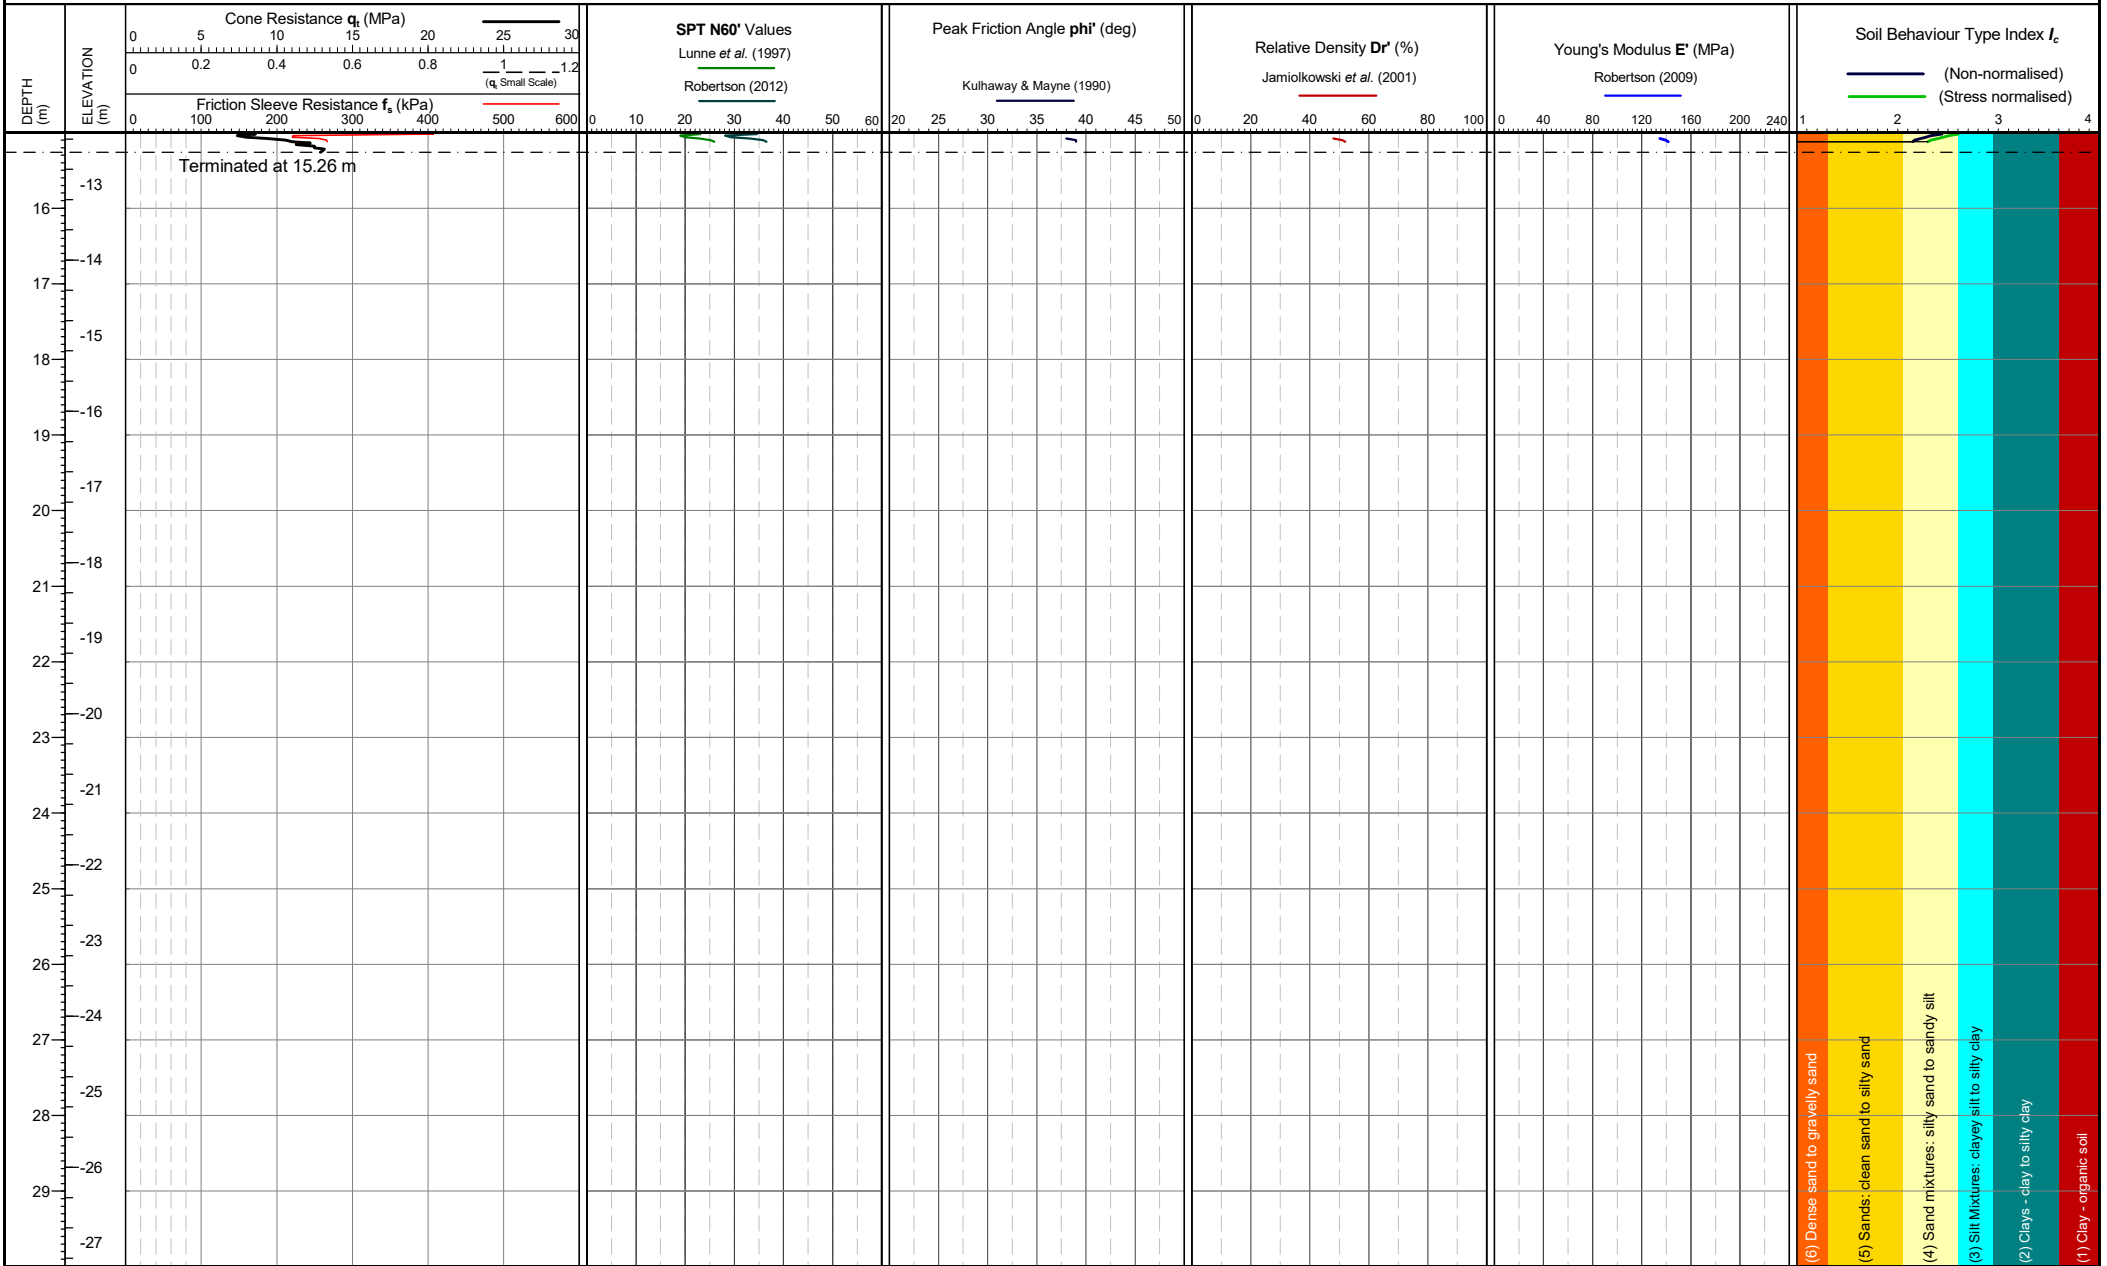 DEPTH (m)
ELEVATION (m)
Cone Resistance qt (MPa)
0 5 10 15 20 25 30
0 0.2 0.4 0.6 0.8 1 1.2
(qt Small Scale)
Friction Sleeve Resistance fs (kPa)
0 100 200 300 400 500 600
SPT N60' Values
Lunne et al. (1997)
Robertson (2012)
0 10 20 30 40 50 60
Peak Friction Angle phi' (deg)
Kulhaway & Mayne (1990)
20 25 30 35 40 45 50
Relative Density Dr' (%)
Jamiolkowski et al. (2001)
0 20 40 60 80 100
Young's Modulus E' (MPa)
Robertson (2009)
0 40 80 120 160 200 240
Soil Behaviour Type Index Ic
(Non-normalised)
(Stress normalised)
1 2 3 4
Terminated at 15.26 m
-13
16
-14
17
-15
18
-16
19
-17
20
-18
21
-19
22
-20
23
-21
24
-22
25
-23
26
-24
27
-25
28
-26
29
-27
(6) Dense sand to gravelly sand
(5) Sands: clean sand to silty sand
(4) Sand mixtures: silty sand to sandy silt
(3) Silt Mixtures: clayey silt to silty clay
(2) Clays - clay to silty clay
(1) Clay - organic soil